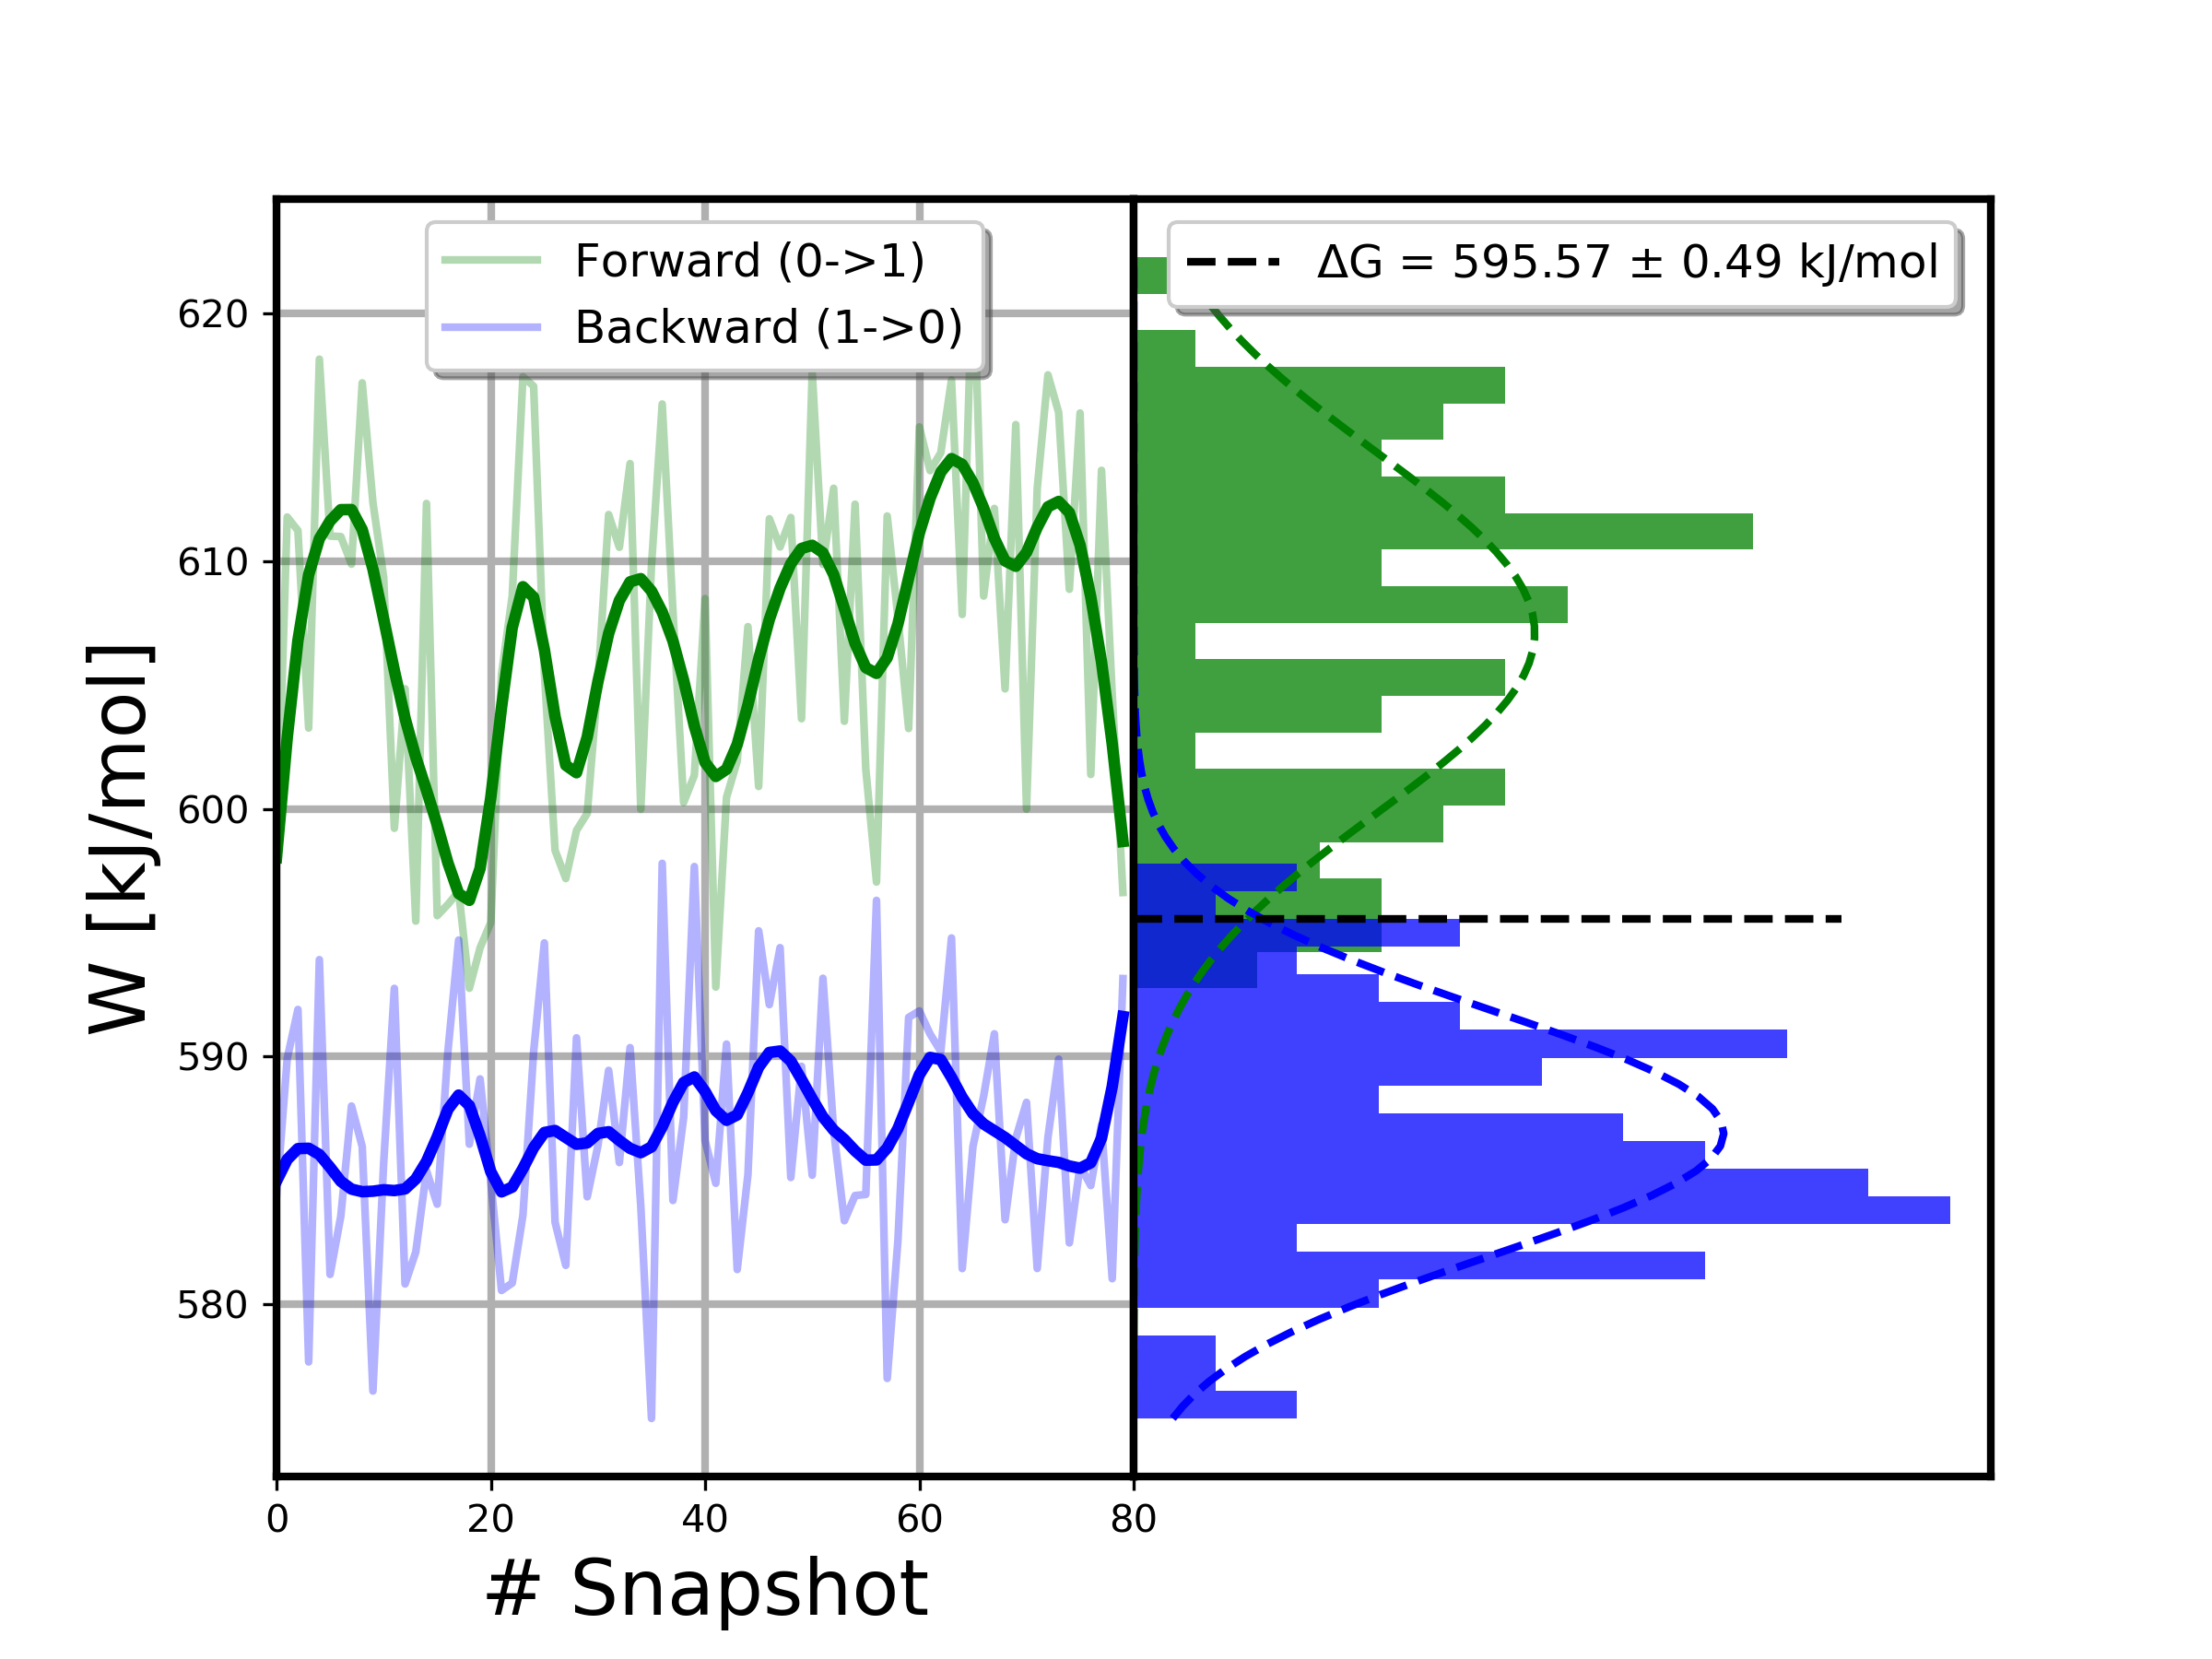 Forward (0->1)
Backward (1->0)
ΔG = 595.57 ± 0.49 kJ/mol
W [kJ/mol]
620
610
600
590
580
0
20
40
60
80
# Snapshot